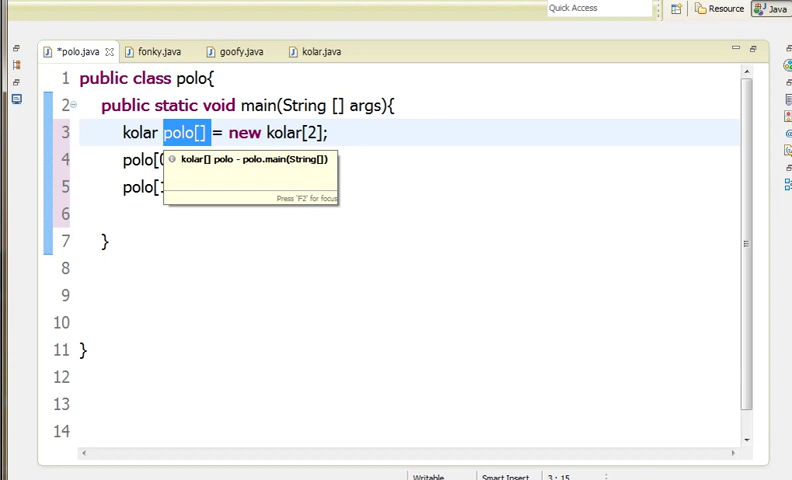 Quick Access
Resource
Java
*polo.java
fonky.java
goofy.java
kolar.java
1 public class polo{
2 public static void main(String [] args){
3 kolar polo[] = new kolar[2];
4 polo[0
kolar[] polo - polo.main(String[])
5 polo[1
Press 'F2' for focus
6
7 }
8
9
10
11 }
12
13
14
Writable
Smart Insert
3 : 15